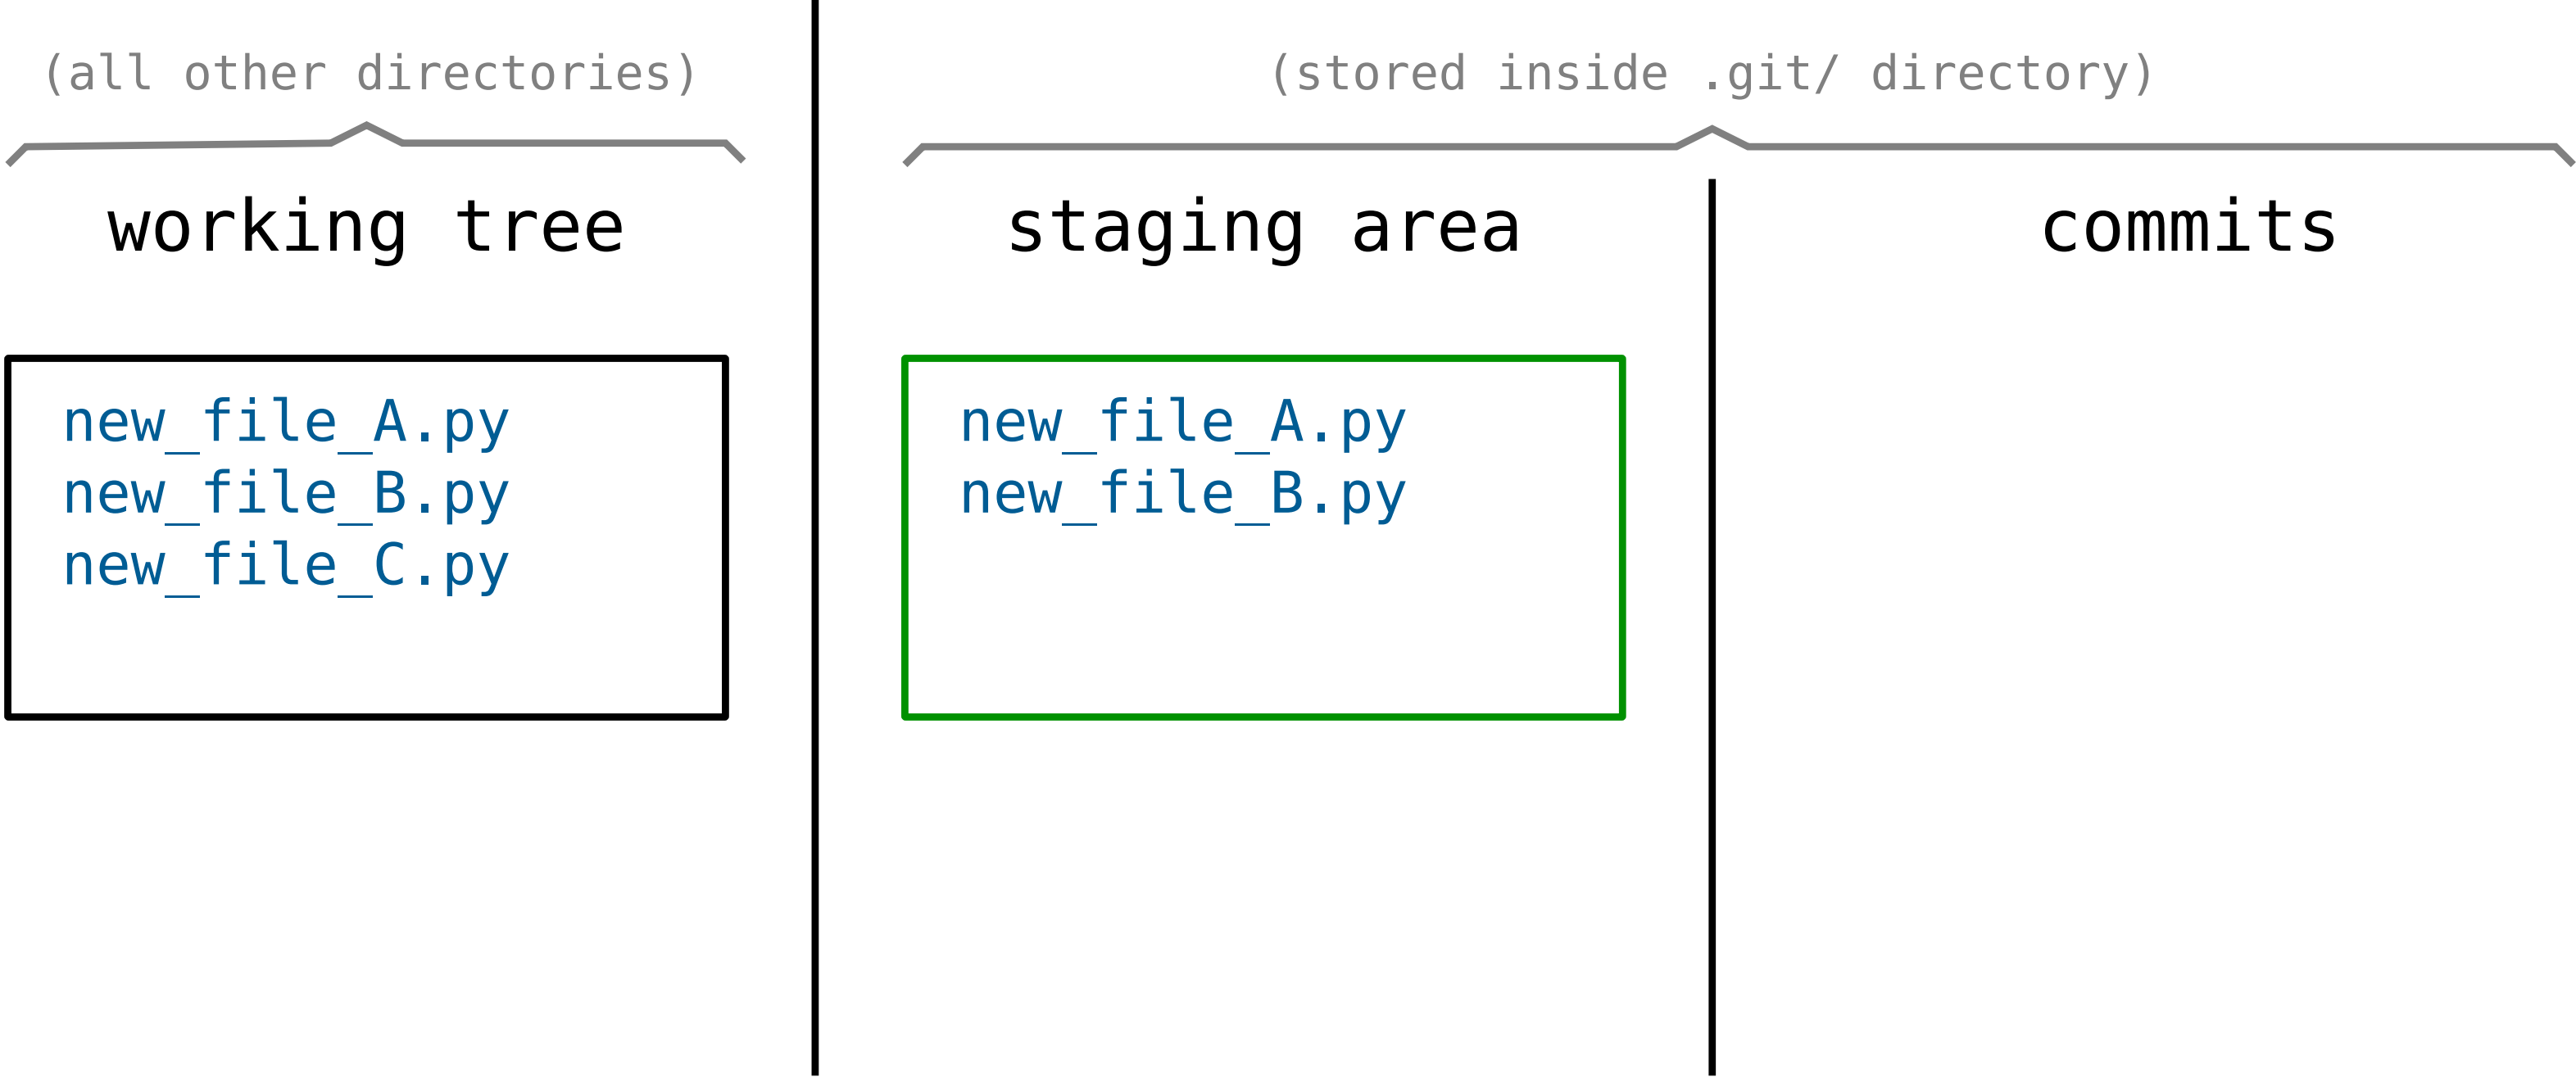 (all other directories)
(stored inside .git/ directory)
working tree
staging area
commits
new_file_A.py
new_file_B.py
new_file_C.py
new_file_A.py
new_file_B.py